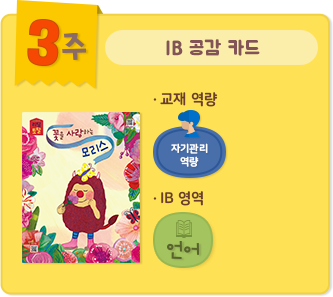 3주
IB 공감 카드
꽃을 사랑하는
모리스
· 교재 역량
자기관리
역량
· IB 영역
언어